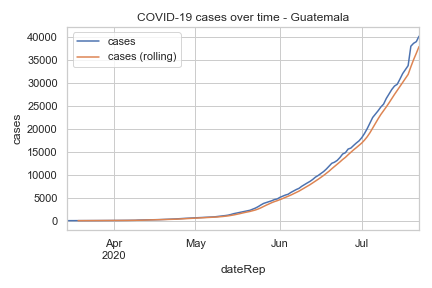 COVID-19 cases over time - Guatemala
cases
cases (rolling)
40000
35000
30000
25000
20000
15000
10000
5000
0
cases
Apr
2020
May
Jun
Jul
dateRep